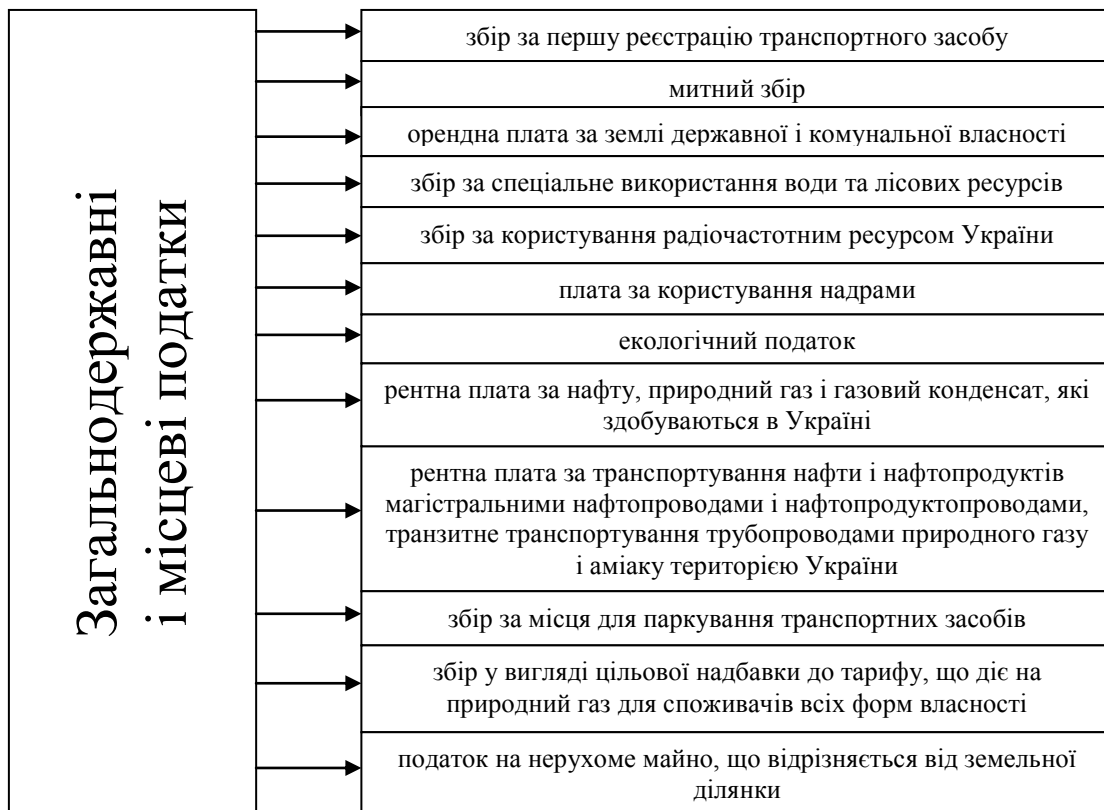 Загальнодержавні
і місцеві податки
збір за першу реєстрацію транспортного засобу
митний збір
орендна плата за землі державної і комунальної власності
збір за спеціальне використання води та лісових ресурсів
збір за користування радіочастотним ресурсом України
плата за користування надрами
екологічний податок
рентна плата за нафту, природний газ і газовий конденсат, які
здобуваються в Україні
рентна плата за транспортування нафти і нафтопродуктів
магістральними нафтопроводами і нафтопродуктопроводами,
транзитне транспортування трубопроводами природного газу
і аміаку територією України
збір за місця для паркування транспортних засобів
збір у вигляді цільової надбавки до тарифу, що діє на
природний газ для споживачів всіх форм власності
податок на нерухоме майно, що відрізняється від земельної
ділянки